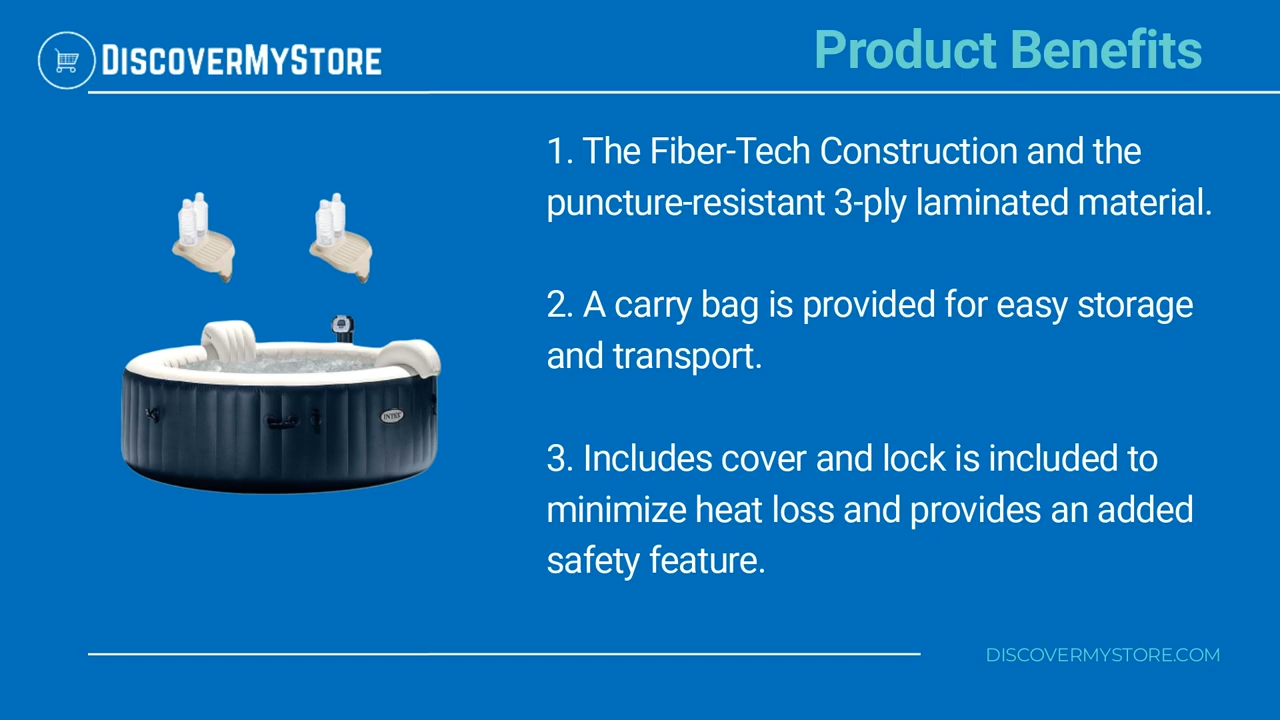 DISCOVERMYSTORE
Product Benefits
1. The Fiber-Tech Construction and the
puncture-resistant 3-ply laminated material.
2. A carry bag is provided for easy storage
and transport.
3. Includes cover and lock is included to
minimize heat loss and provides an added
safety feature.
INTEX
DISCOVERMYSTORE.COM